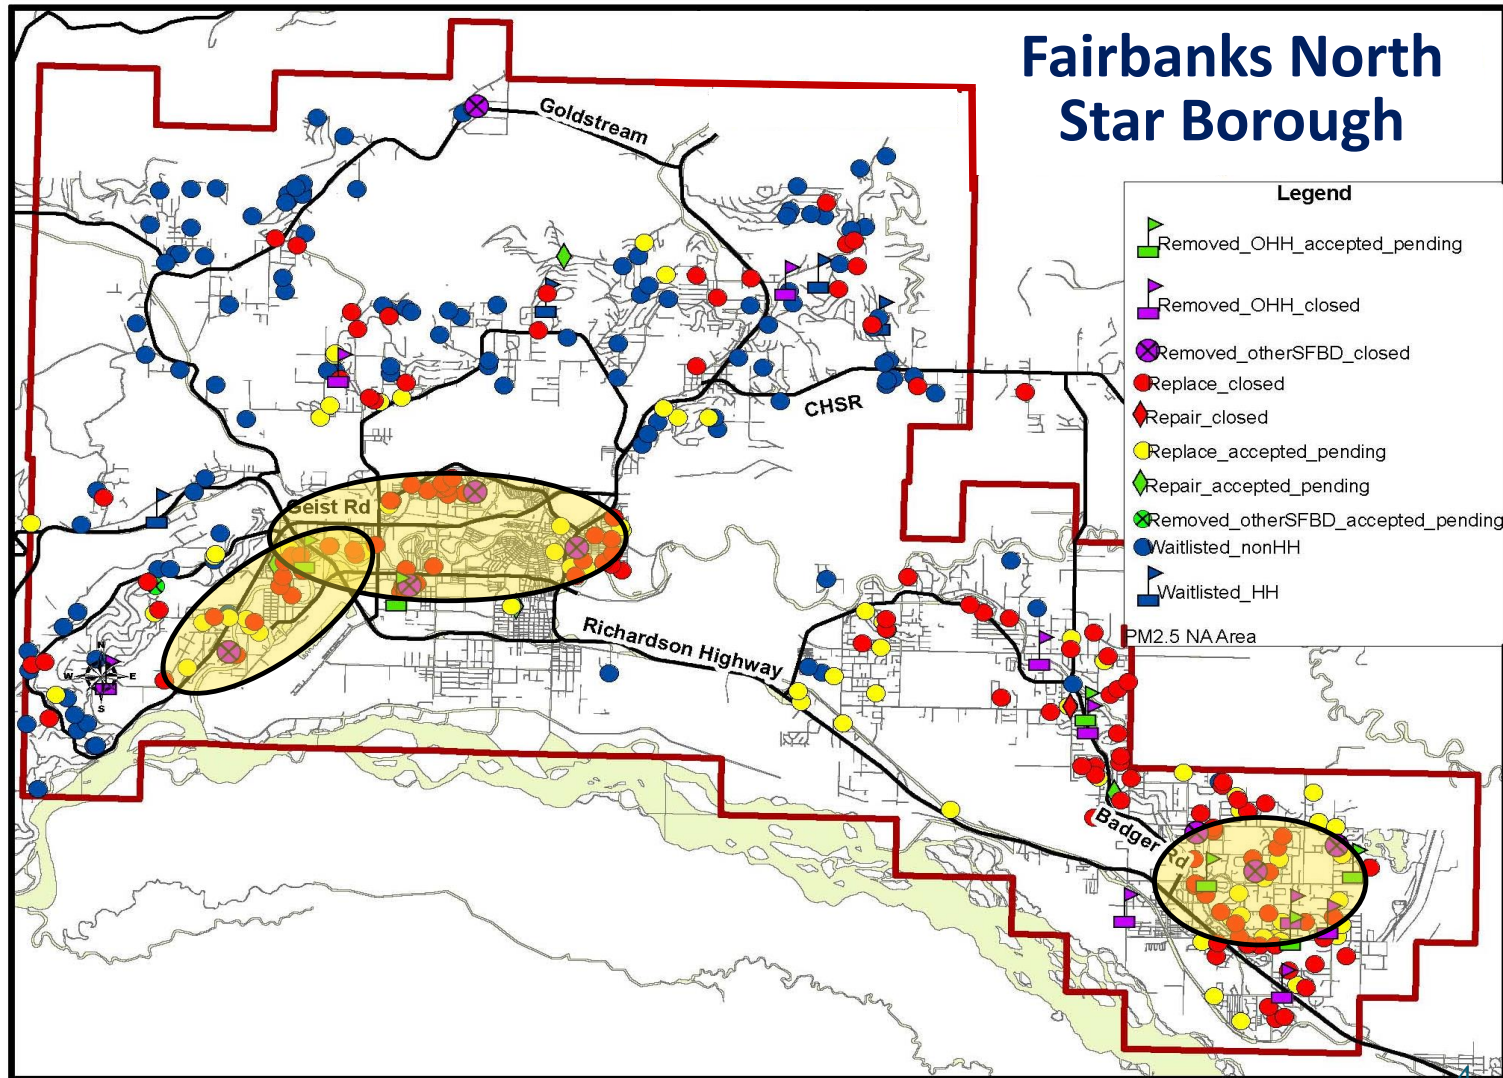 Fairbanks North
Star Borough
Goldstream
Legend
Removed_OHH_accepted_pending
Removed_OHH_closed
Removed_otherSFBD_closed
Replace_closed
Repair_closed
Replace_accepted_pending
Repair_accepted_pending
Removed_otherSFBD_accepted_pending
Waitlisted_nonHH
Waitlisted_HH
PM2.5 NA Area
CHSR
Geist Rd
Richardson Highway
N
W
E
S
Badger Rd